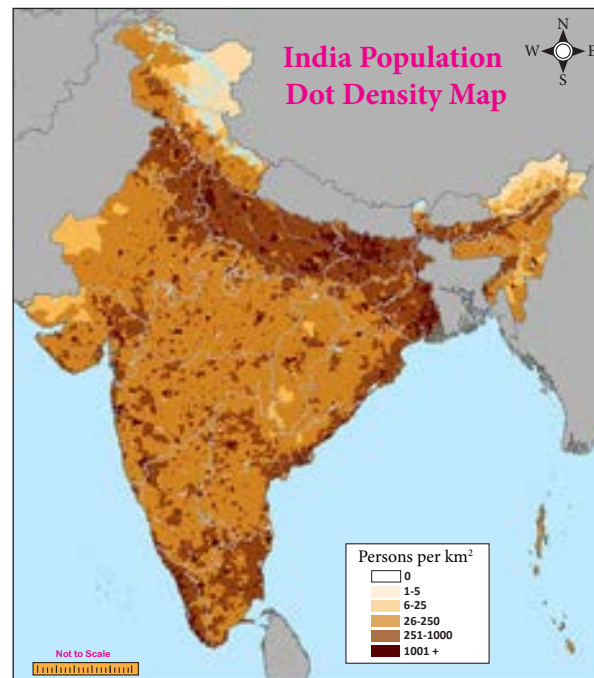 India Population
Dot Density Map
N
W
E
S
Persons per km²
0
1-5
6-25
26-250
251-1000
1001 +
Not to Scale